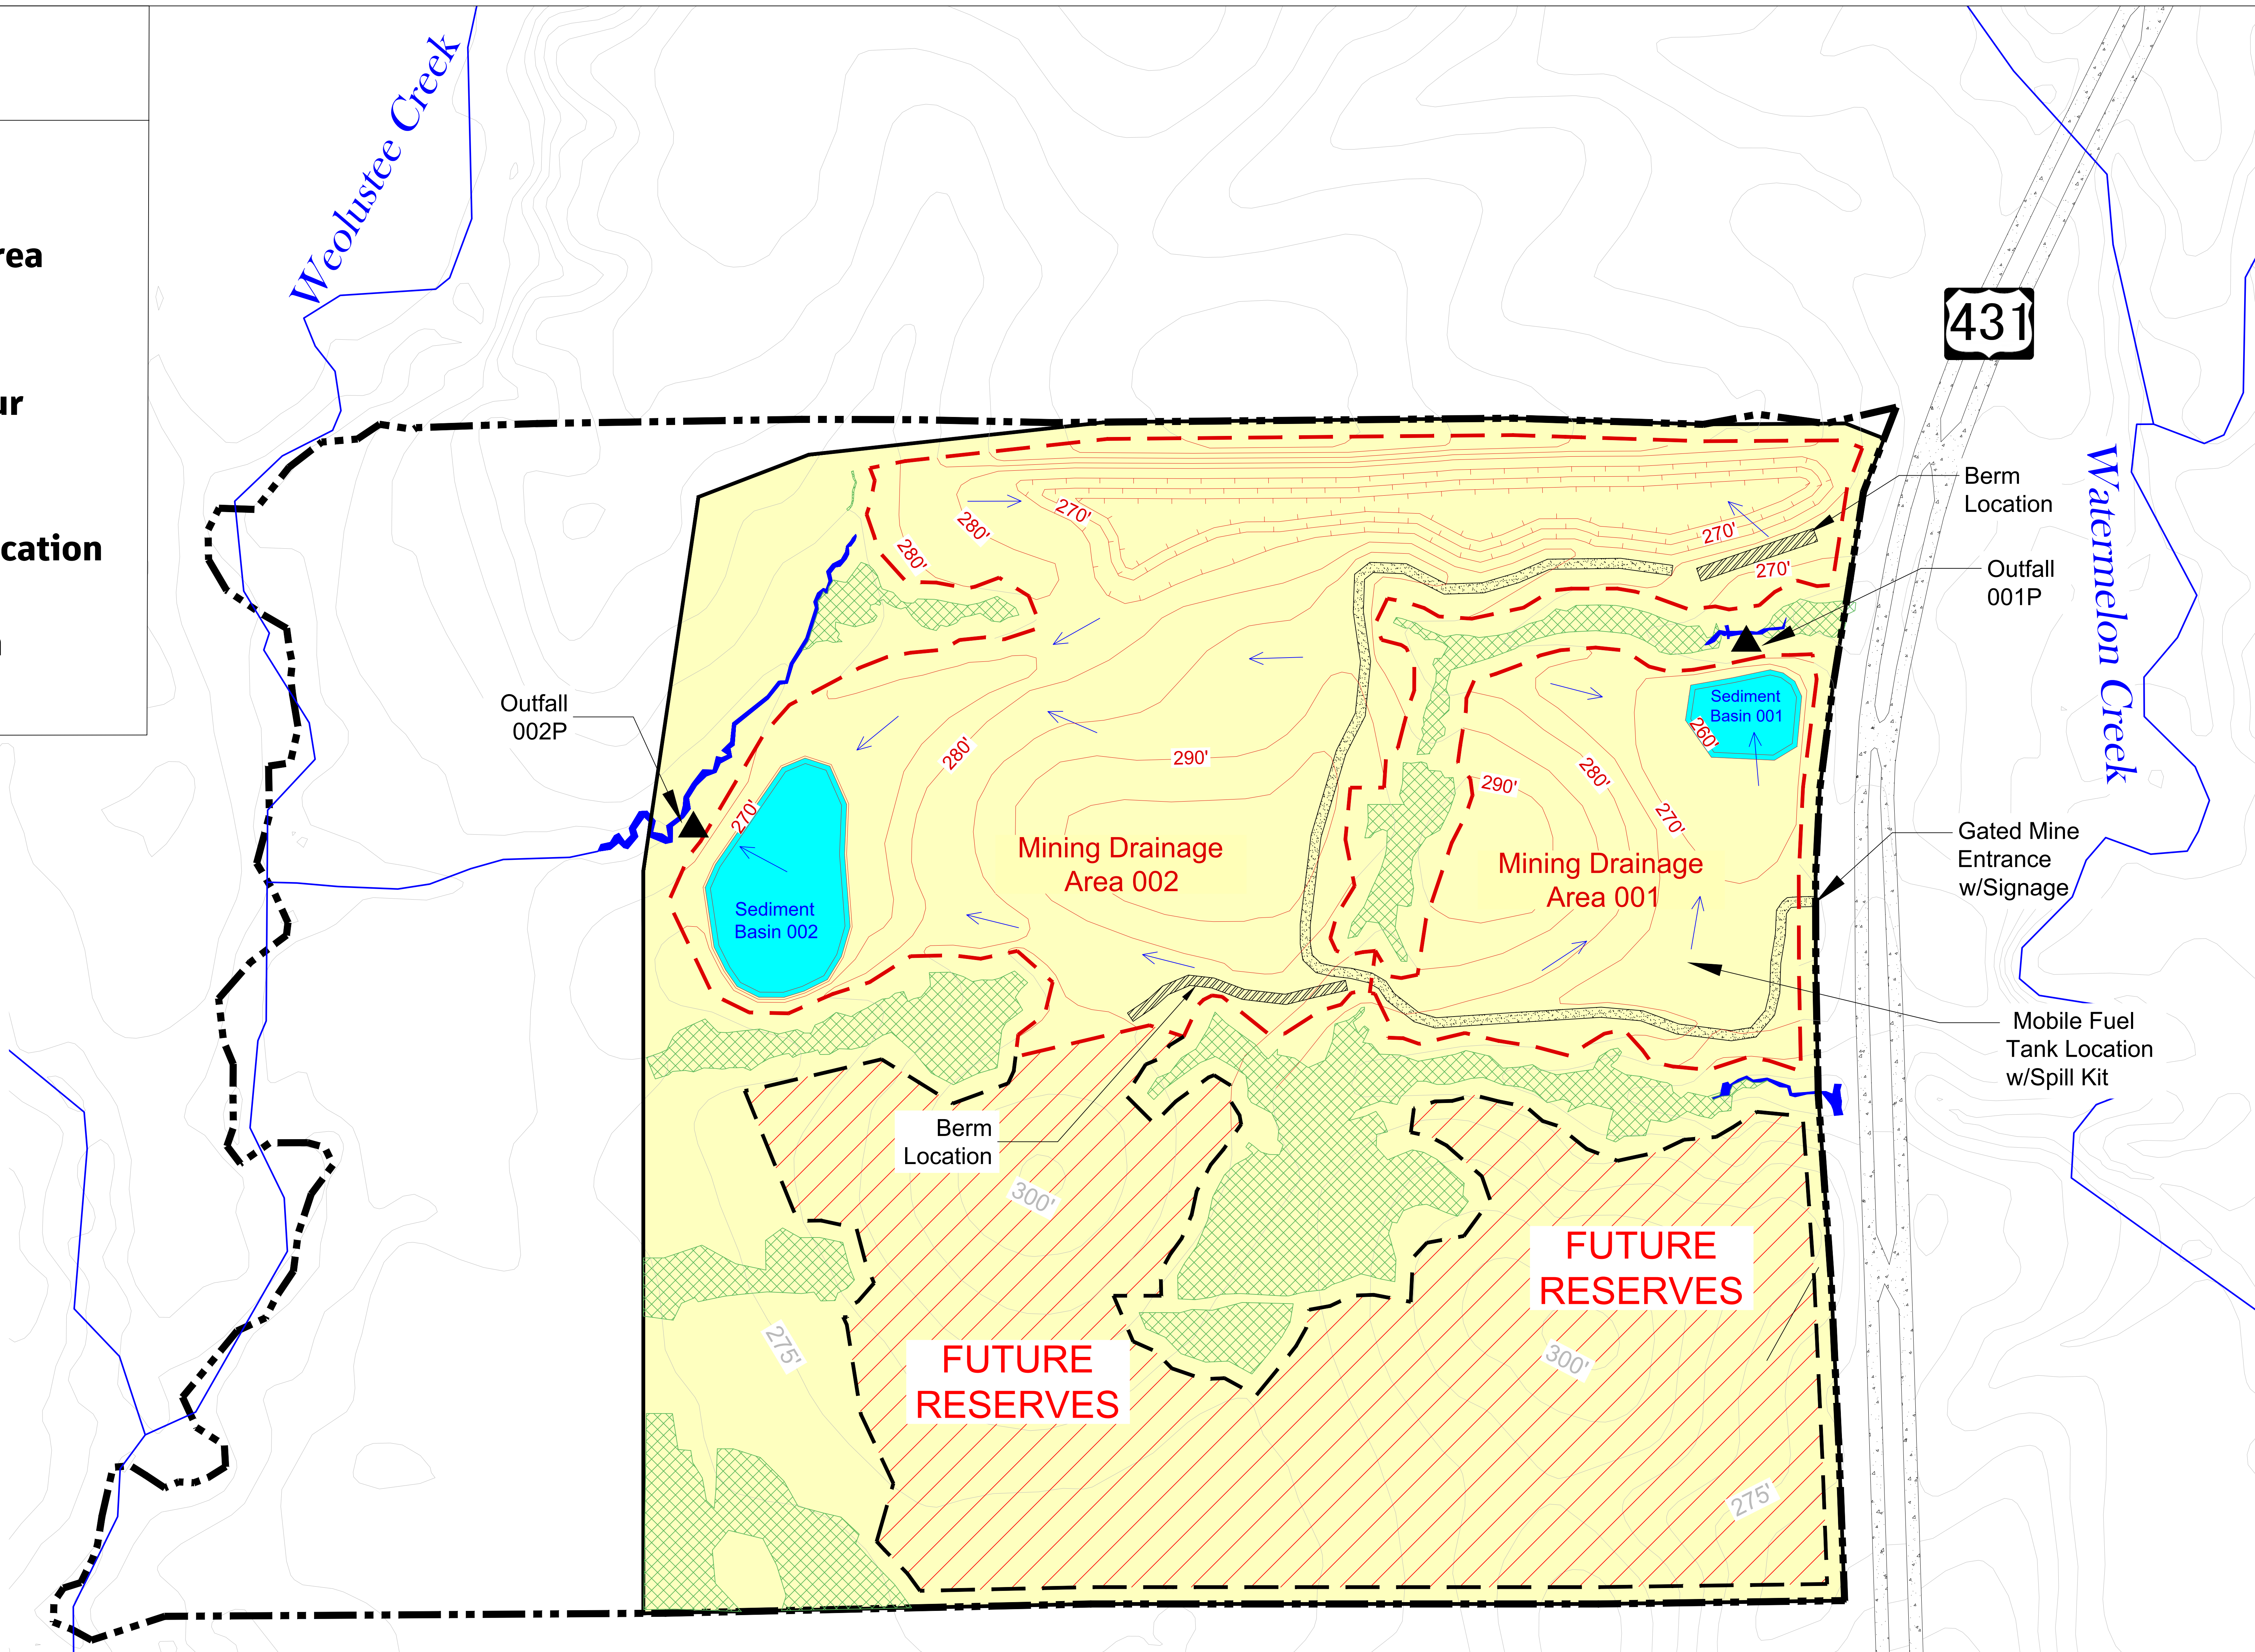 Weolustee Creek
rea
ur
cation
431
Berm
Location
Outfall
001P
Watermelon Creek
270'
280'
280'
270'
270'
Outfall
002P
Sediment
Basin 001
260'
280'
290'
290'
280'
270'
270'
Mining Drainage
Area 002
Mining Drainage
Area 001
Gated Mine
Entrance
w/Signage
Sediment
Basin 002
Mobile Fuel
Tank Location
w/Spill Kit
Berm
Location
300'
FUTURE
RESERVES
275'
FUTURE
RESERVES
300'
275'